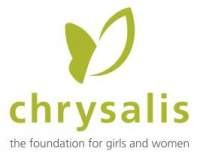 chrysalis
the foundation for girls and women